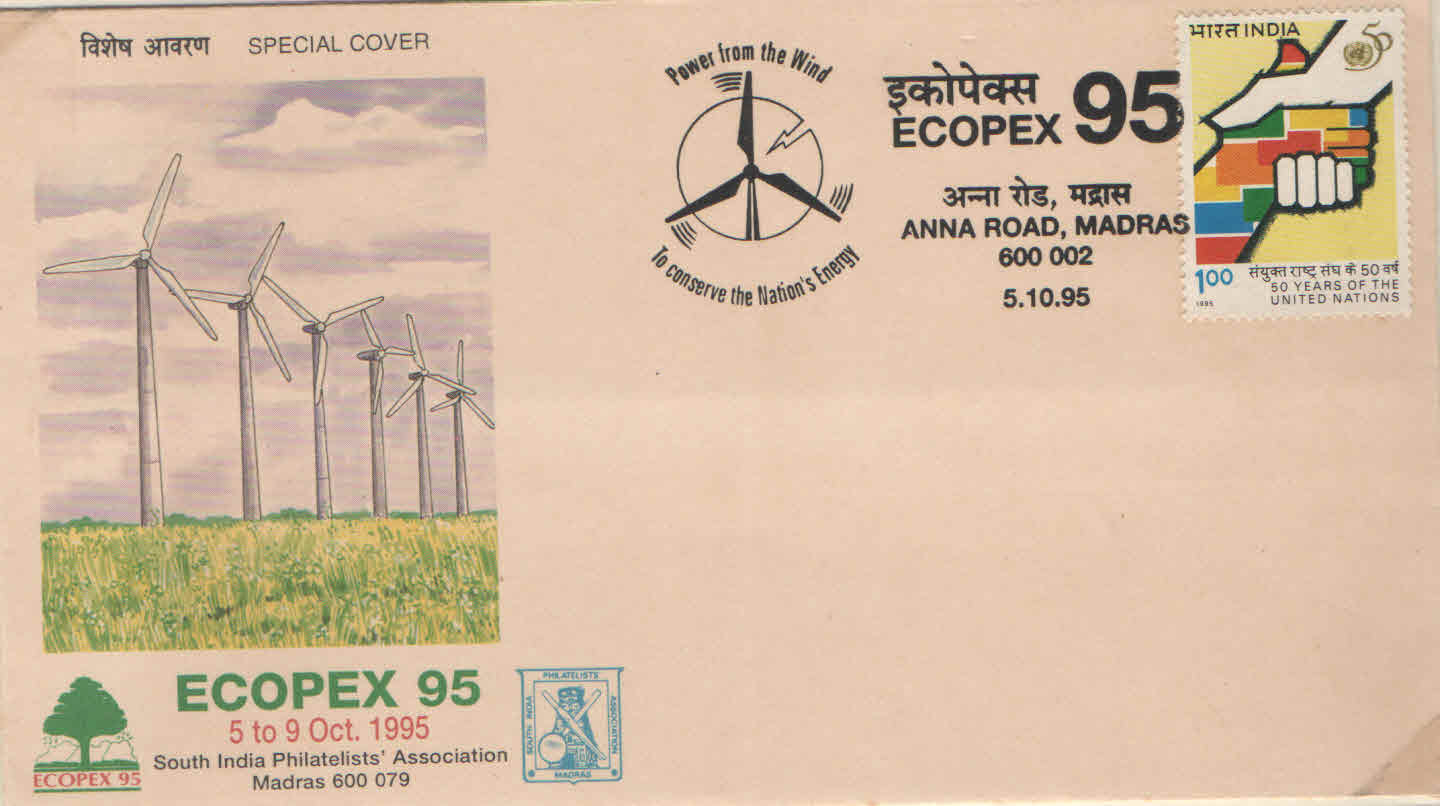 विशेष आवरण SPECIAL COVER
Power from the Wind
To conserve the Nation's Energy
इकोपेक्स
ECOPEX 95
अन्ना रोड, मद्रास
ANNA ROAD, MADRAS
600 002
5.10.95
भारत INDIA
50
1.00
संयुक्त राष्ट्र संघ के 50 वर्ष
50 YEARS OF THE
UNITED NATIONS
1995
ECOPEX 95
ECOPEX 95
5 to 9 Oct. 1995
South India Philatelists' Association
Madras 600 079
PHILATELISTS
SOUTH INDIA
ASSOCIATION
MADRAS